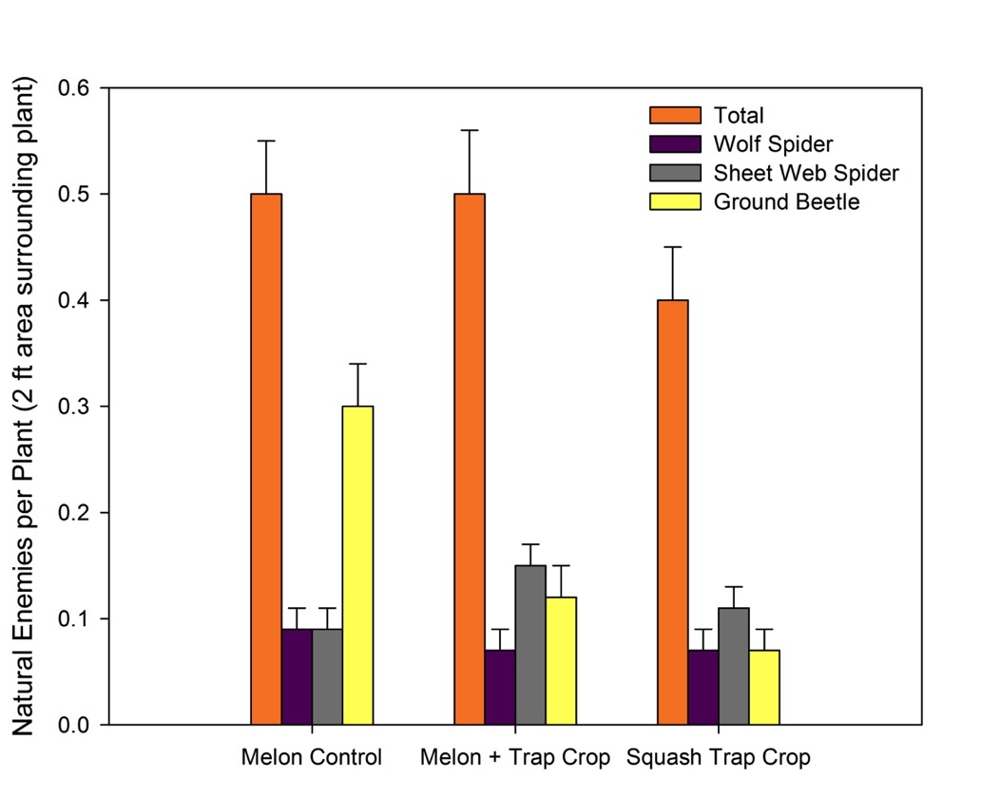 Natural Enemies per Plant (2 ft area surrounding plant)
0.6
0.5
0.4
0.3
0.2
0.1
0.0
Total
Wolf Spider
Sheet Web Spider
Ground Beetle
Melon Control
Melon + Trap Crop
Squash Trap Crop